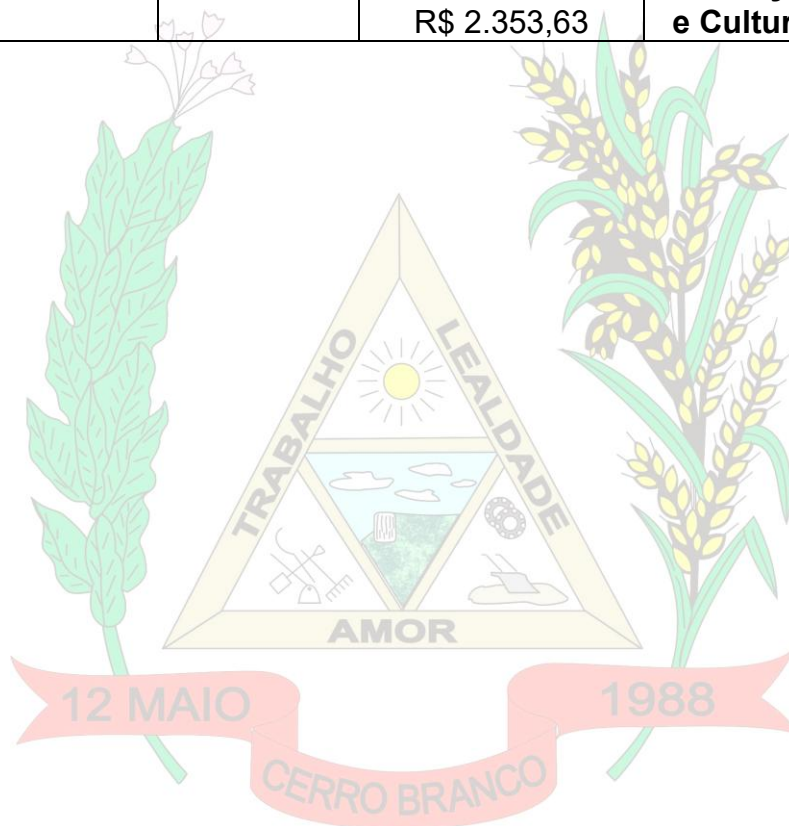 R$ 2.353,63
e Cultur
TRABALHO
LEALDADE
AMOR
12 MAIO
1988
CERRO BRANCO